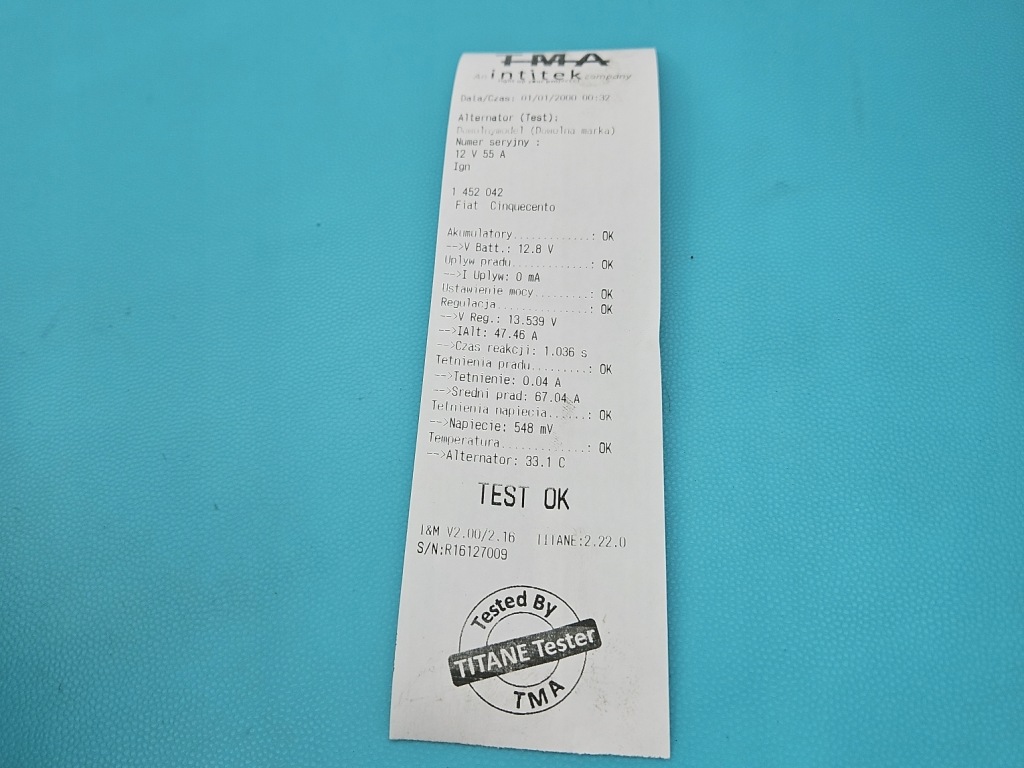 TMA
An intitek company
Data/Czas: 01/01/2000 00:32
Alternator (Test):
(Domolna marka)
Numer seryjny :
12 V 55 A
Ign
1 452 042
Fiat Cinquecento
Akumulatory.............: OK
-->V Batt.: 12.8 V
Uplyw pradu............: OK
-->I Uplyw: 0 mA
Ustawienie mocy........: OK
Regulacja..............: OK
-->V Reg.: 13.539 V
-->IAlt: 47.46 A
-->Czas reakcji: 1.036 s
Tetnienia pradu.........: OK
-->Tetnienie: 0.04 A
-->Sredni prad: 67.04 A
Tetnienia napiecia......: OK
-->Napiecie: 548 mV
Temperatura.............: OK
-->Alternator: 33.1 C
TEST OK
I&M V2.00/2.16 TITANE:2.22.0
S/N:R16127009
Tested By
TITANE Tester
TMA